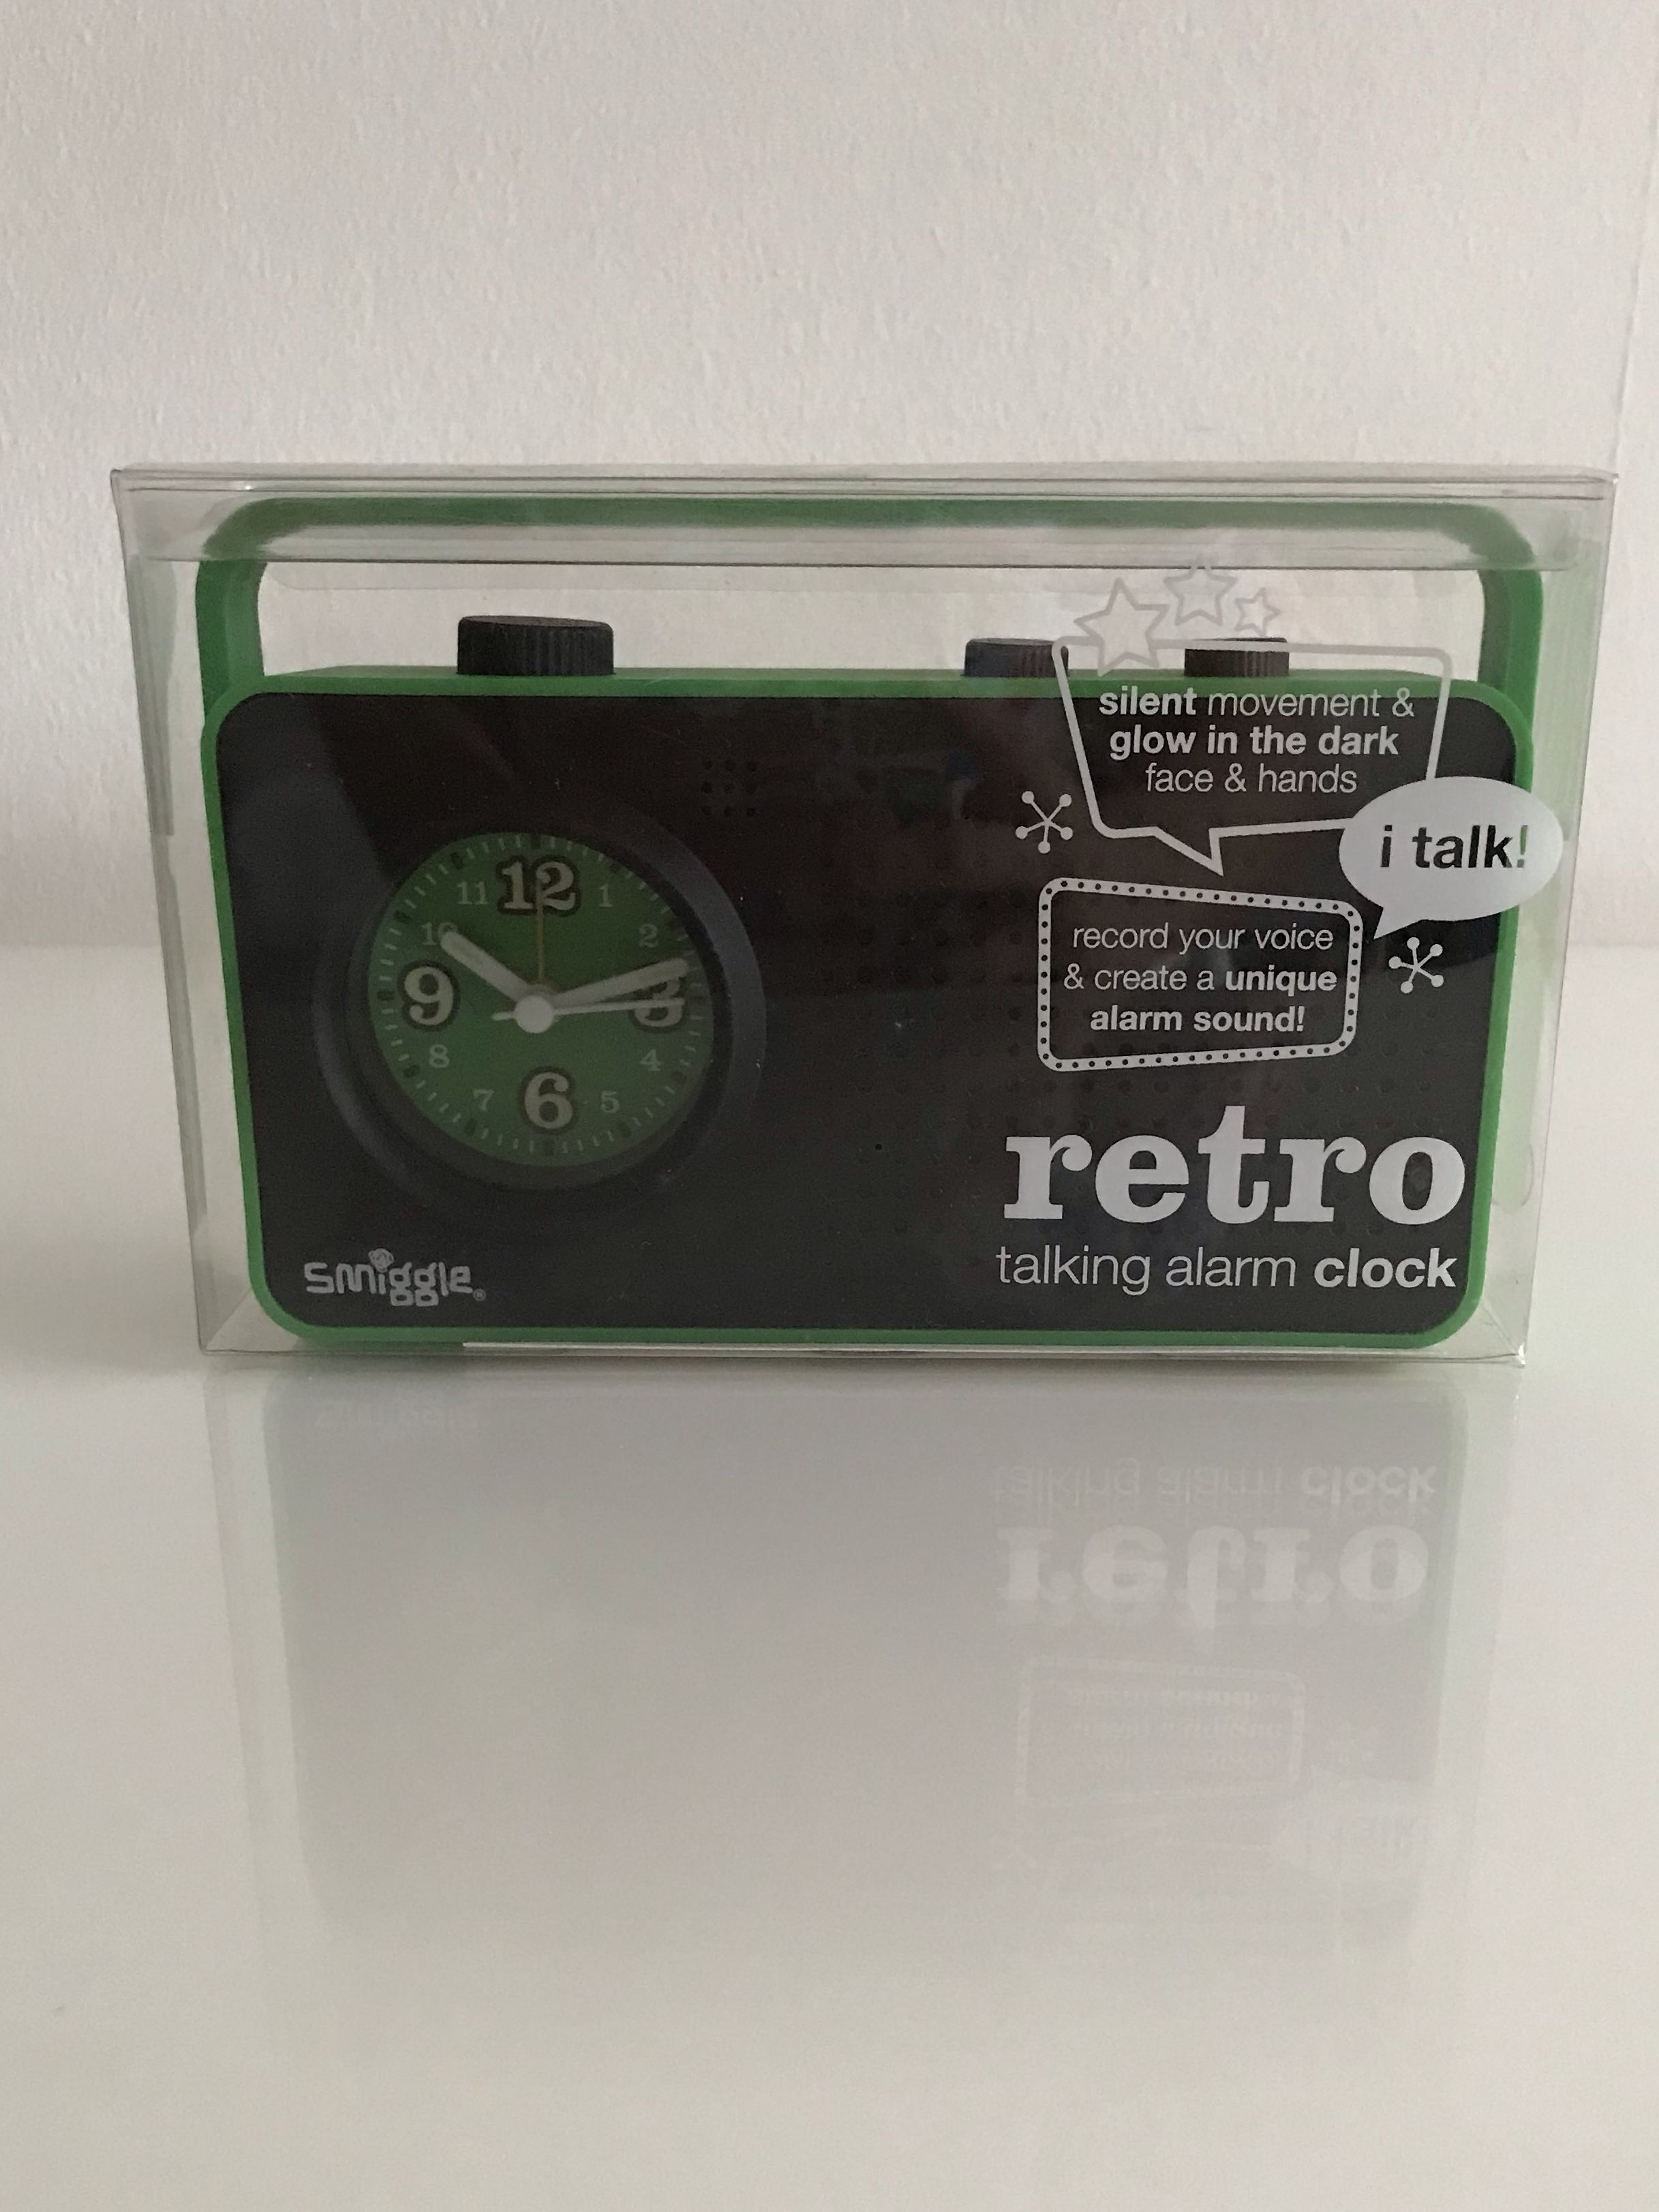 silent movement &
glow in the dark
face & hands
i talk!
record your voice
& create a unique
alarm sound!
12
11 1
10 2
9 3
8 4
7 5
6
retro
talking alarm clock
smiggle®